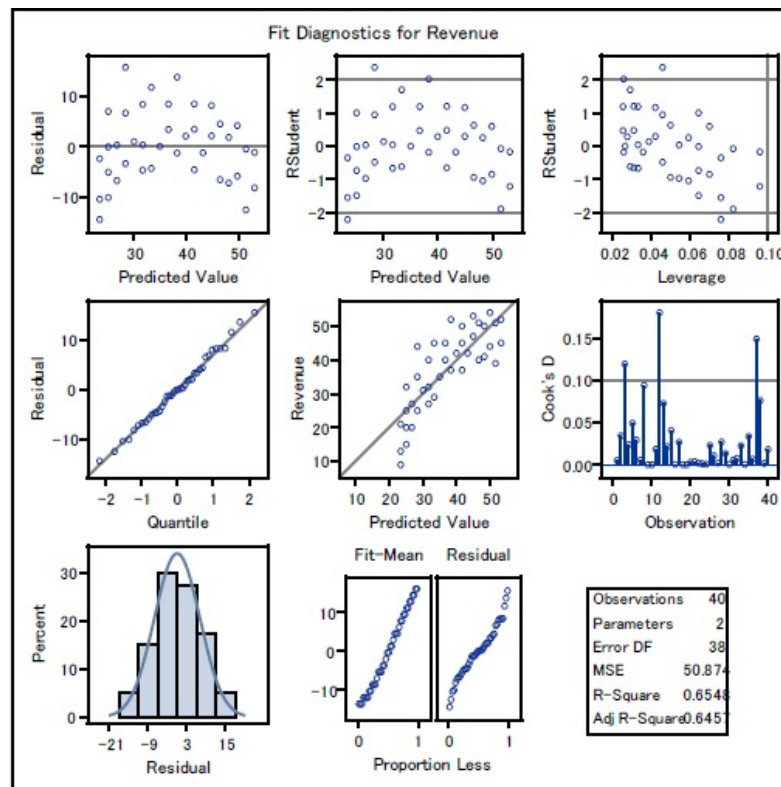 Fit Diagnostics for Revenue
Residual
10
0
-10
30 40 50
Predicted Value
RStudent
2
1
0
-1
-2
30 40 50
Predicted Value
RStudent
2
1
0
-1
-2
0.02 0.04 0.06 0.08 0.10
Leverage
Residual
10
0
-10
-2 -1 0 1 2
Quantile
Revenue
50
40
30
20
10
10 20 30 40 50
Predicted Value
Cook's D
0.15
0.10
0.05
0.00
0 10 20 30 40
Observation
Percent
30
20
10
0
-21 -9 3 15
Residual
Fit-Mean Residual
10
0
-10
0 1 0 1
Proportion Less
Observations 40
Parameters 2
Error DF 38
MSE 50.874
R-Square 0.6548
Adj R-Square 0.6457